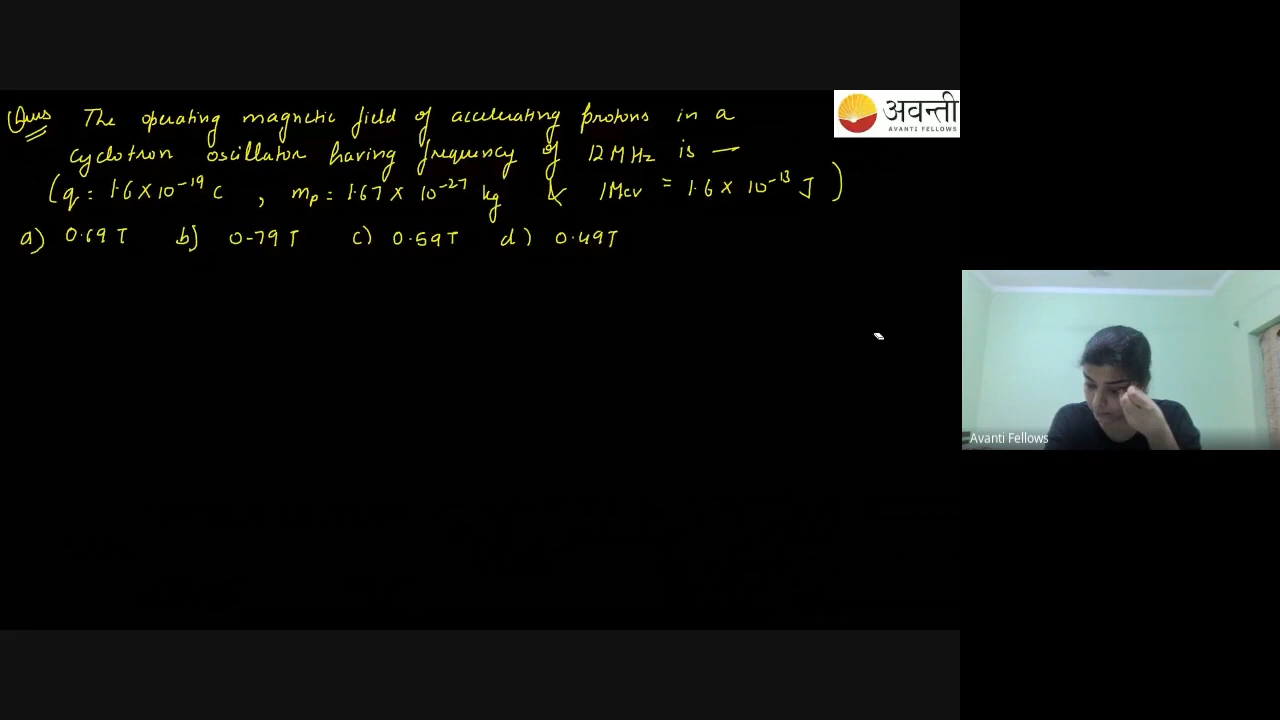 Ques The operating magnetic field of accelerating protons in a
cyclotron oscillator having frequency of 12 MHz is —
(q = 1.6 × 10⁻¹⁹ C , mₚ = 1.67 × 10⁻²⁷ kg & 1 Mev = 1.6 × 10⁻¹³ J )
a) 0.69 T b) 0.79 T c) 0.59 T d) 0.49 T
अवन्ती
AVANTI FELLOWS
Avanti Fellows